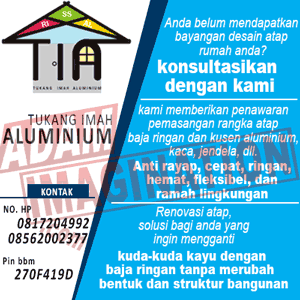 RI SS AL
TIA
TUKANG IMAH ALUMINIUM
TUKANG IMAH
ALUMINIUM
KONTAK
NO. HP
0817204992
08562002377
Pin bbm
270F419D
Anda belum mendapatkan
bayangan desain atap
rumah anda?
konsultasikan
dengan kami
kami memberikan penawaran
pemasangan rangka atap
baja ringan dan kusen aluminium,
kaca, jendela, dll.
Anti rayap, cepat, ringan,
hemat, fleksibel, dan
ramah lingkungan
Renovasi atap,
solusi bagi anda yang
ingin mengganti
kuda-kuda kayu dengan
baja ringan tanpa merubah
bentuk dan struktur bangunan